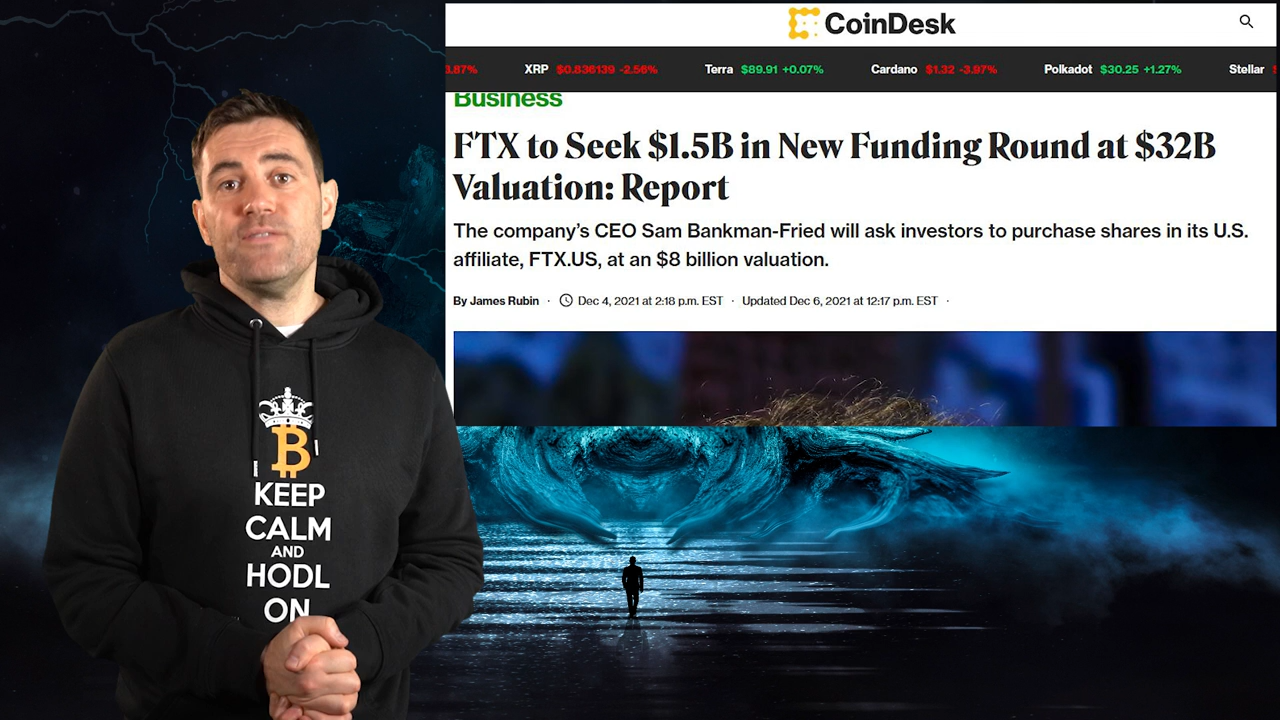 CoinDesk
3.87% XRP $0.836139 -2.56% Terra $89.91 +0.07% Cardano $1.32 -3.97% Polkadot $30.25 +1.27% Stellar
Business
FTX to Seek $1.5B in New Funding Round at $32B
Valuation: Report
The company's CEO Sam Bankman-Fried will ask investors to purchase shares in its U.S.
affiliate, FTX.US, at an $8 billion valuation.
By James Rubin · Dec 4, 2021 at 2:18 p.m. EST · Updated Dec 6, 2021 at 12:17 p.m. EST ·
B
KEEP
CALM
AND
HODL
ON